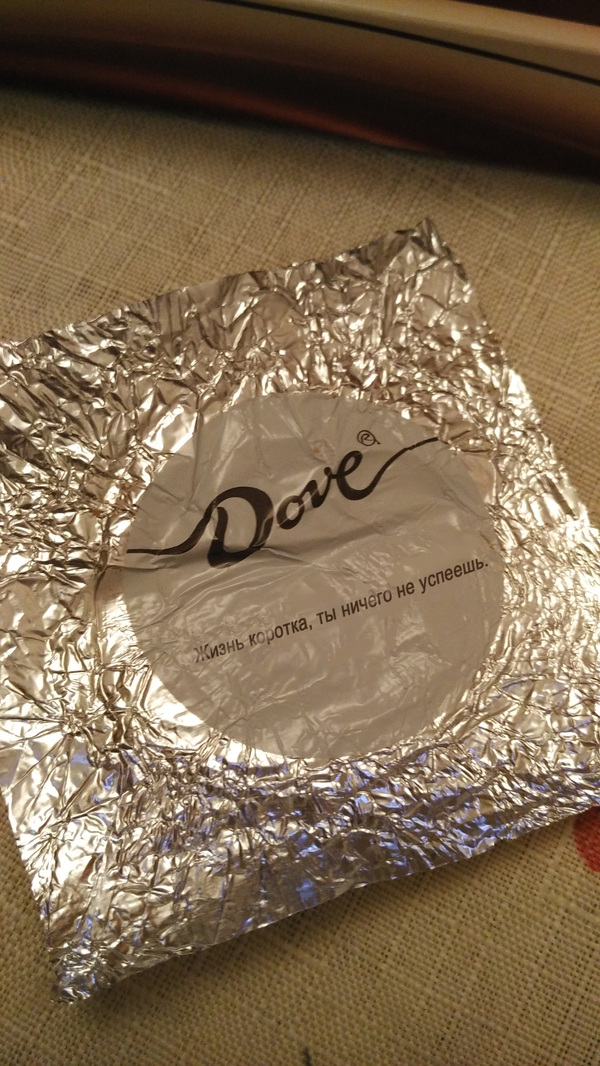 Dove®
Жизнь коротка, ты ничего не успеешь.